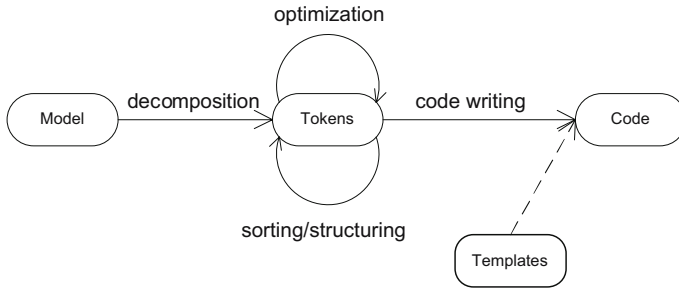 optimization
decomposition
code writing
Model
Tokens
Code
sorting/structuring
Templates